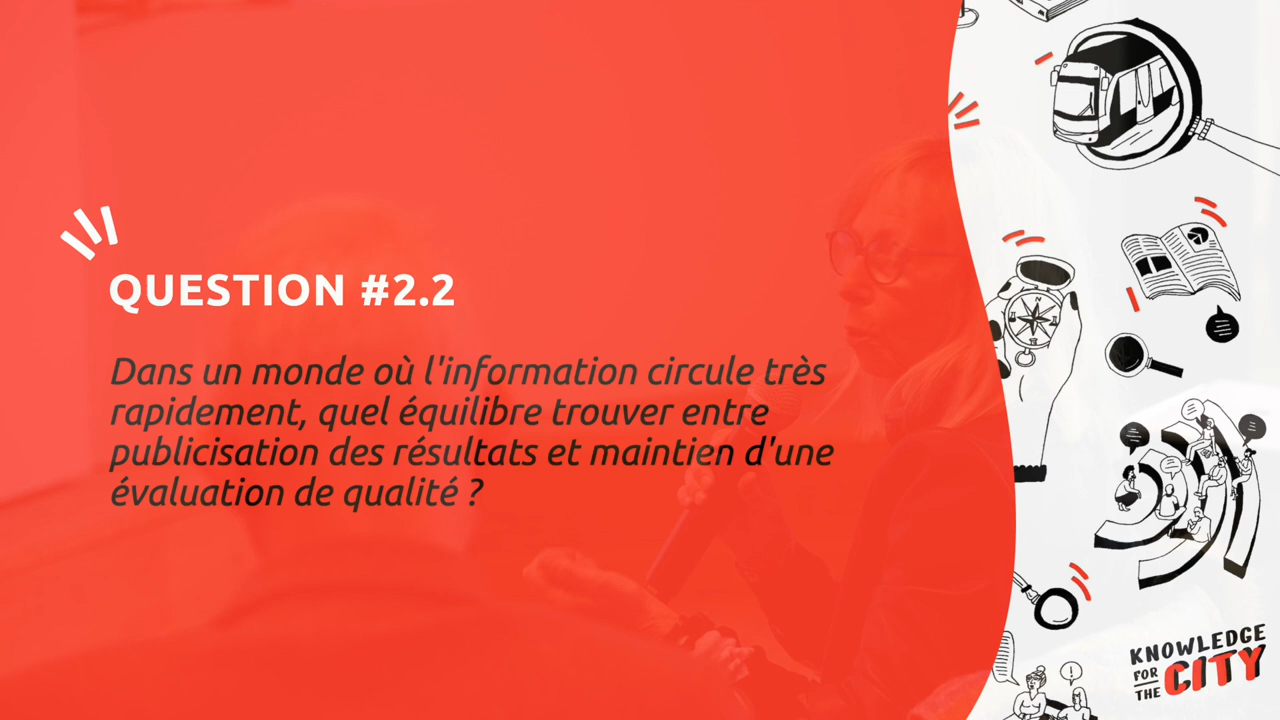 QUESTION #2.2
Dans un monde où l'information circule très
rapidement, quel équilibre trouver entre
publicisation des résultats et maintien d'une
évaluation de qualité ?
KNOWLEDGE
FOR
THE
CITY